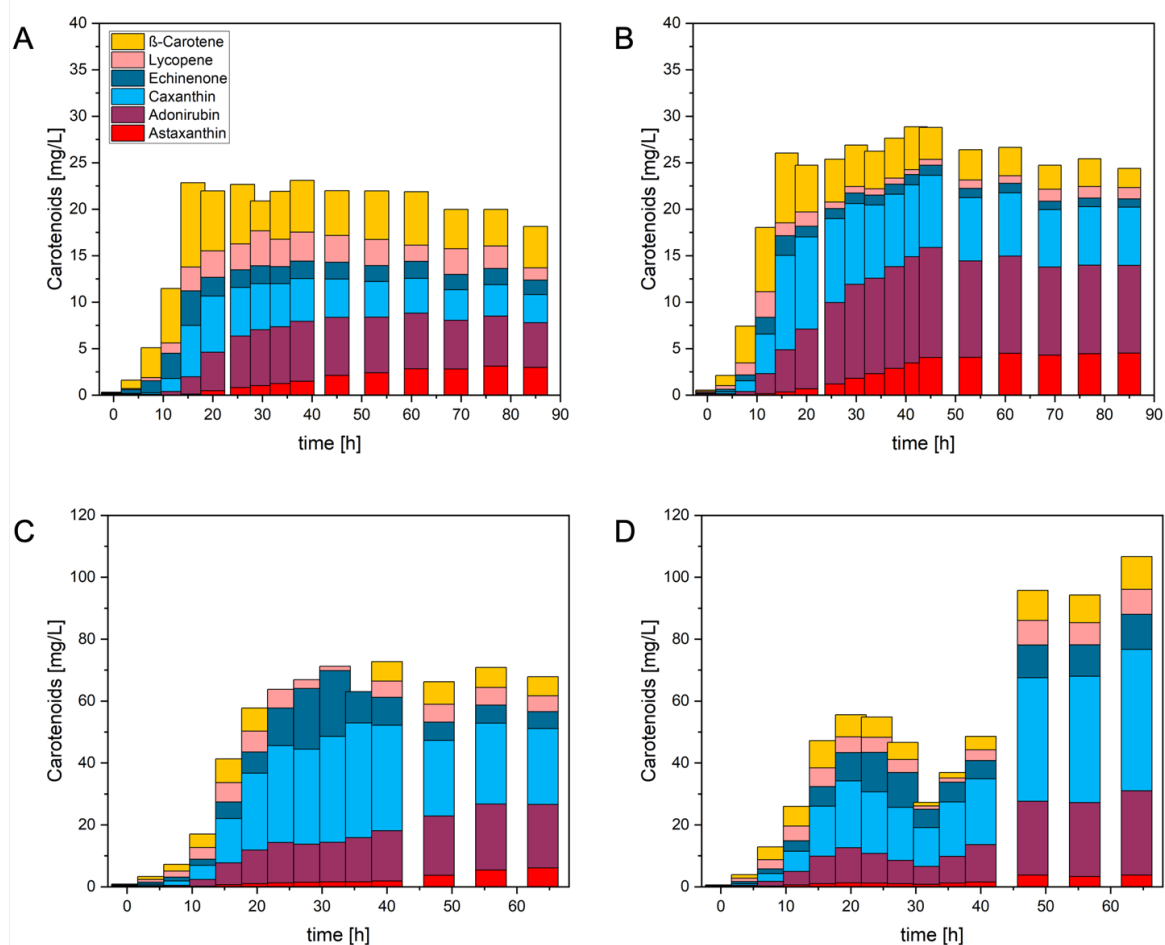 A
ß-Carotene
Lycopene
Echinenone
Caxanthin
Adonirubin
Astaxanthin
Carotenoids [mg/L]
40
35
30
25
20
15
10
5
0
0 10 20 30 40 50 60 70 80 90
time [h]
B
Carotenoids [mg/L]
40
35
30
25
20
15
10
5
0
0 10 20 30 40 50 60 70 80 90
time [h]
C
Carotenoids [mg/L]
120
100
80
60
40
20
0
0 10 20 30 40 50 60
time [h]
D
Carotenoids [mg/L]
120
100
80
60
40
20
0
0 10 20 30 40 50 60
time [h]